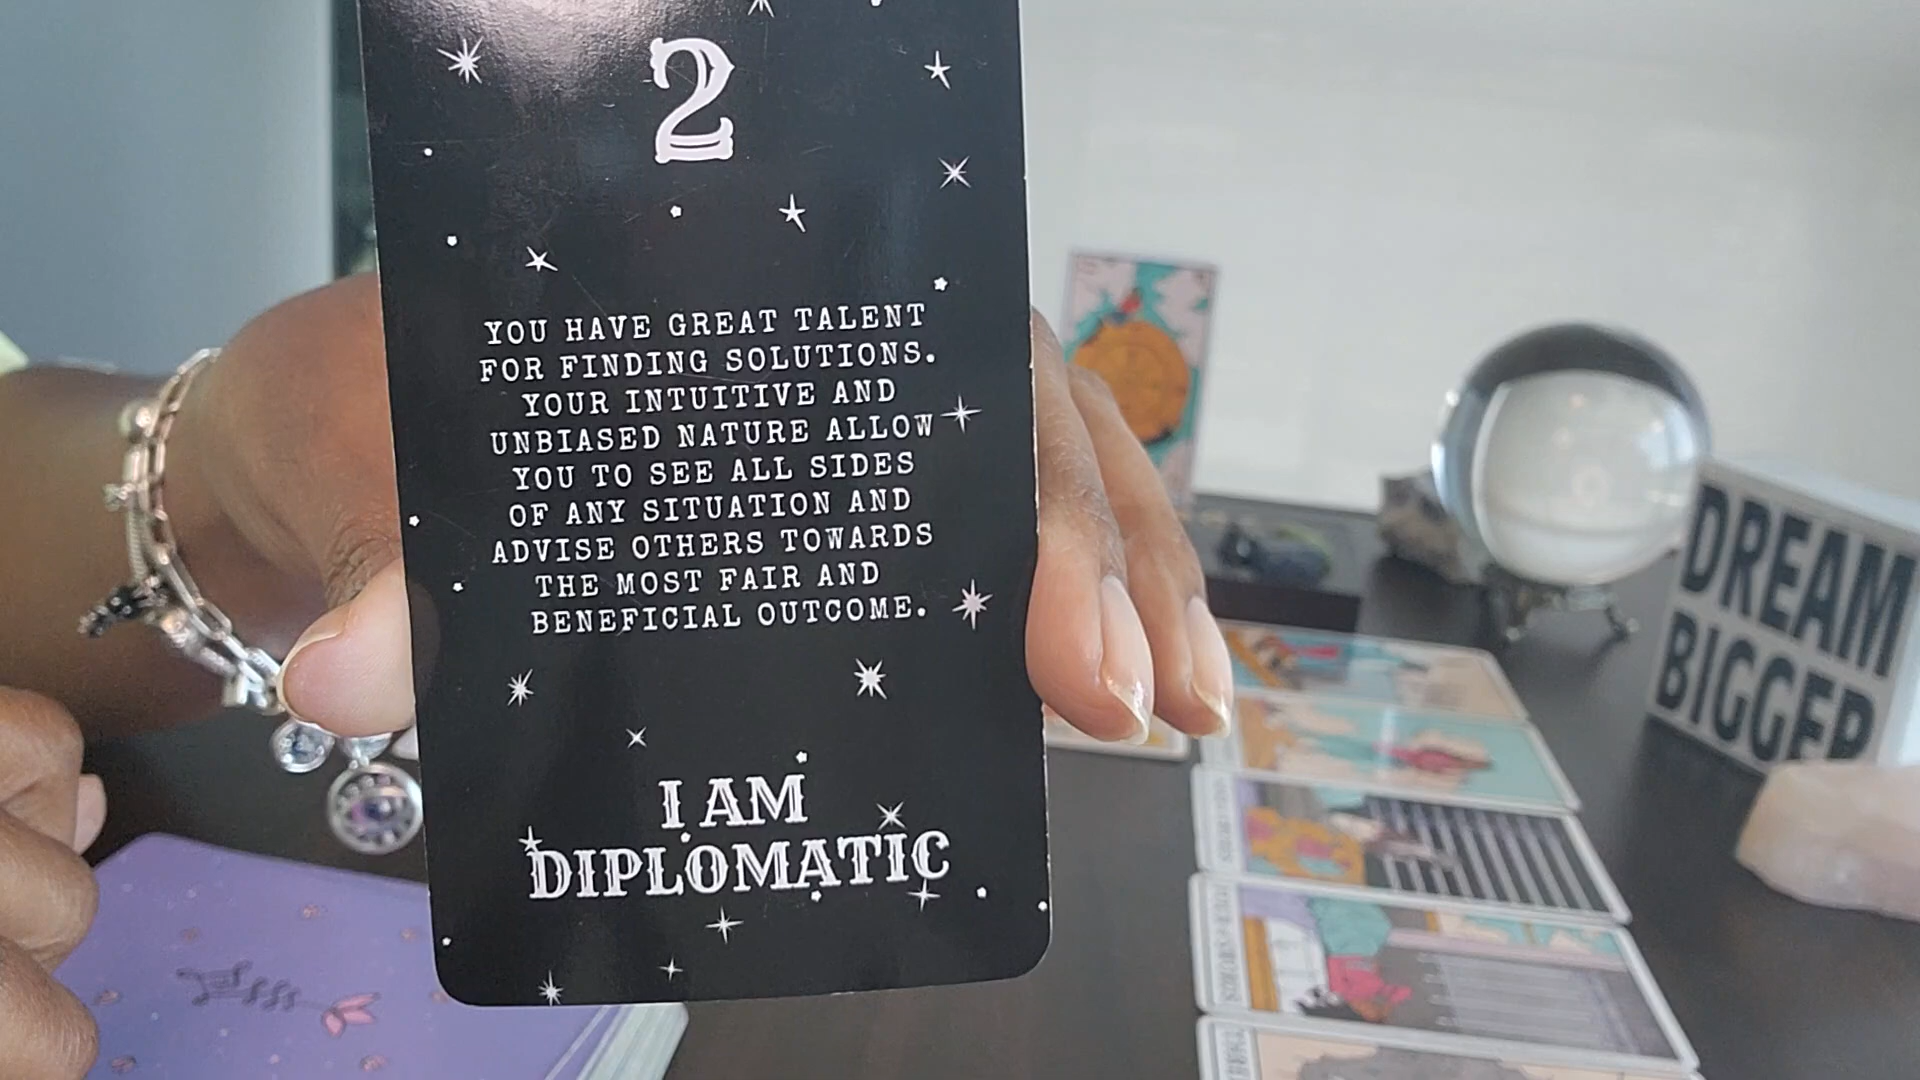 2
YOU HAVE GREAT TALENT
FOR FINDING SOLUTIONS.
YOUR INTUITIVE AND
UNBIASED NATURE ALLOW
YOU TO SEE ALL SIDES
OF ANY SITUATION AND
ADVISE OTHERS TOWARDS
THE MOST FAIR AND
BENEFICIAL OUTCOME.
I AM
DIPLOMATIC
DREAM
BIGGER